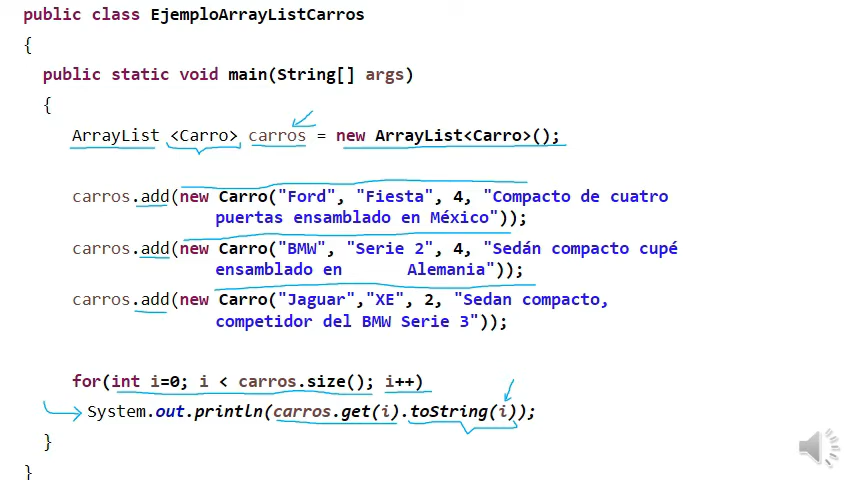 public class EjemploArrayListCarros
{
public static void main(String[] args)
{
ArrayList <Carro> carros = new ArrayList<Carro>();
carros.add(new Carro("Ford", "Fiesta", 4, "Compacto de cuatro
puertas ensamblado en México"));
carros.add(new Carro("BMW", "Serie 2", 4, "Sedán compacto cupé
ensamblado en Alemania"));
carros.add(new Carro("Jaguar","XE", 2, "Sedan compacto,
competidor del BMW Serie 3"));
for(int i=0; i < carros.size(); i++)
System.out.println(carros.get(i).toString(i));
}
}